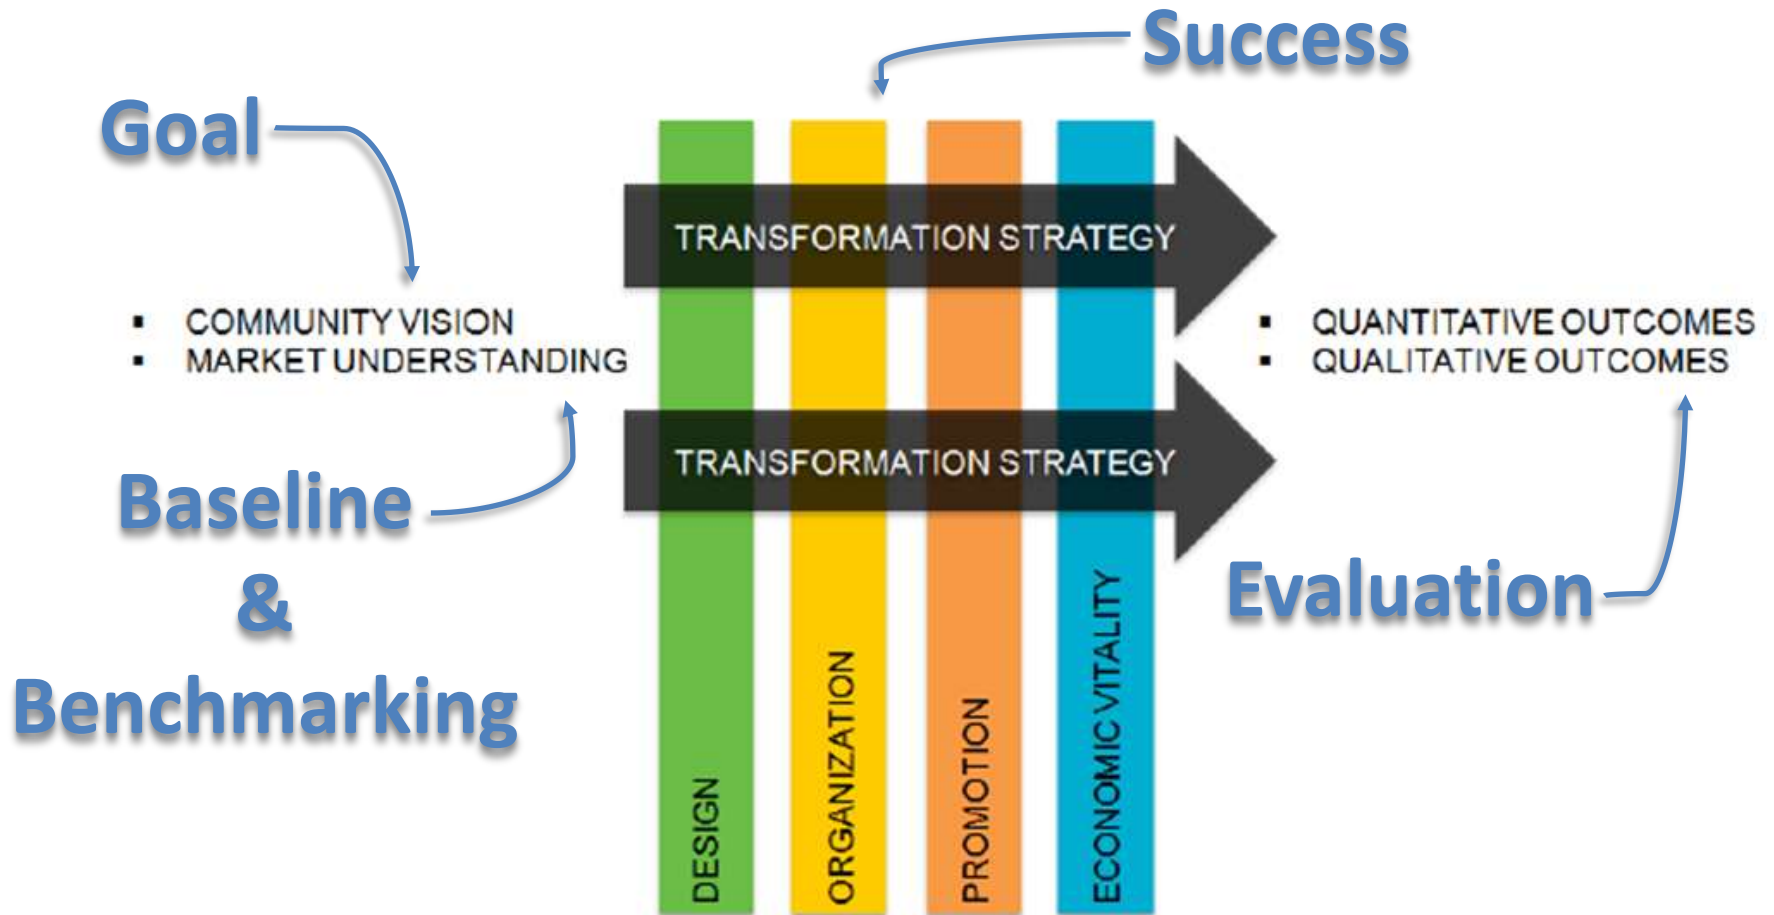 Success
Goal
TRANSFORMATION STRATEGY
▪ COMMUNITY VISION
▪ MARKET UNDERSTANDING
▪ QUANTITATIVE OUTCOMES
▪ QUALITATIVE OUTCOMES
TRANSFORMATION STRATEGY
Baseline
&
Benchmarking
Evaluation
DESIGN
ORGANIZATION
PROMOTION
ECONOMIC VITALITY